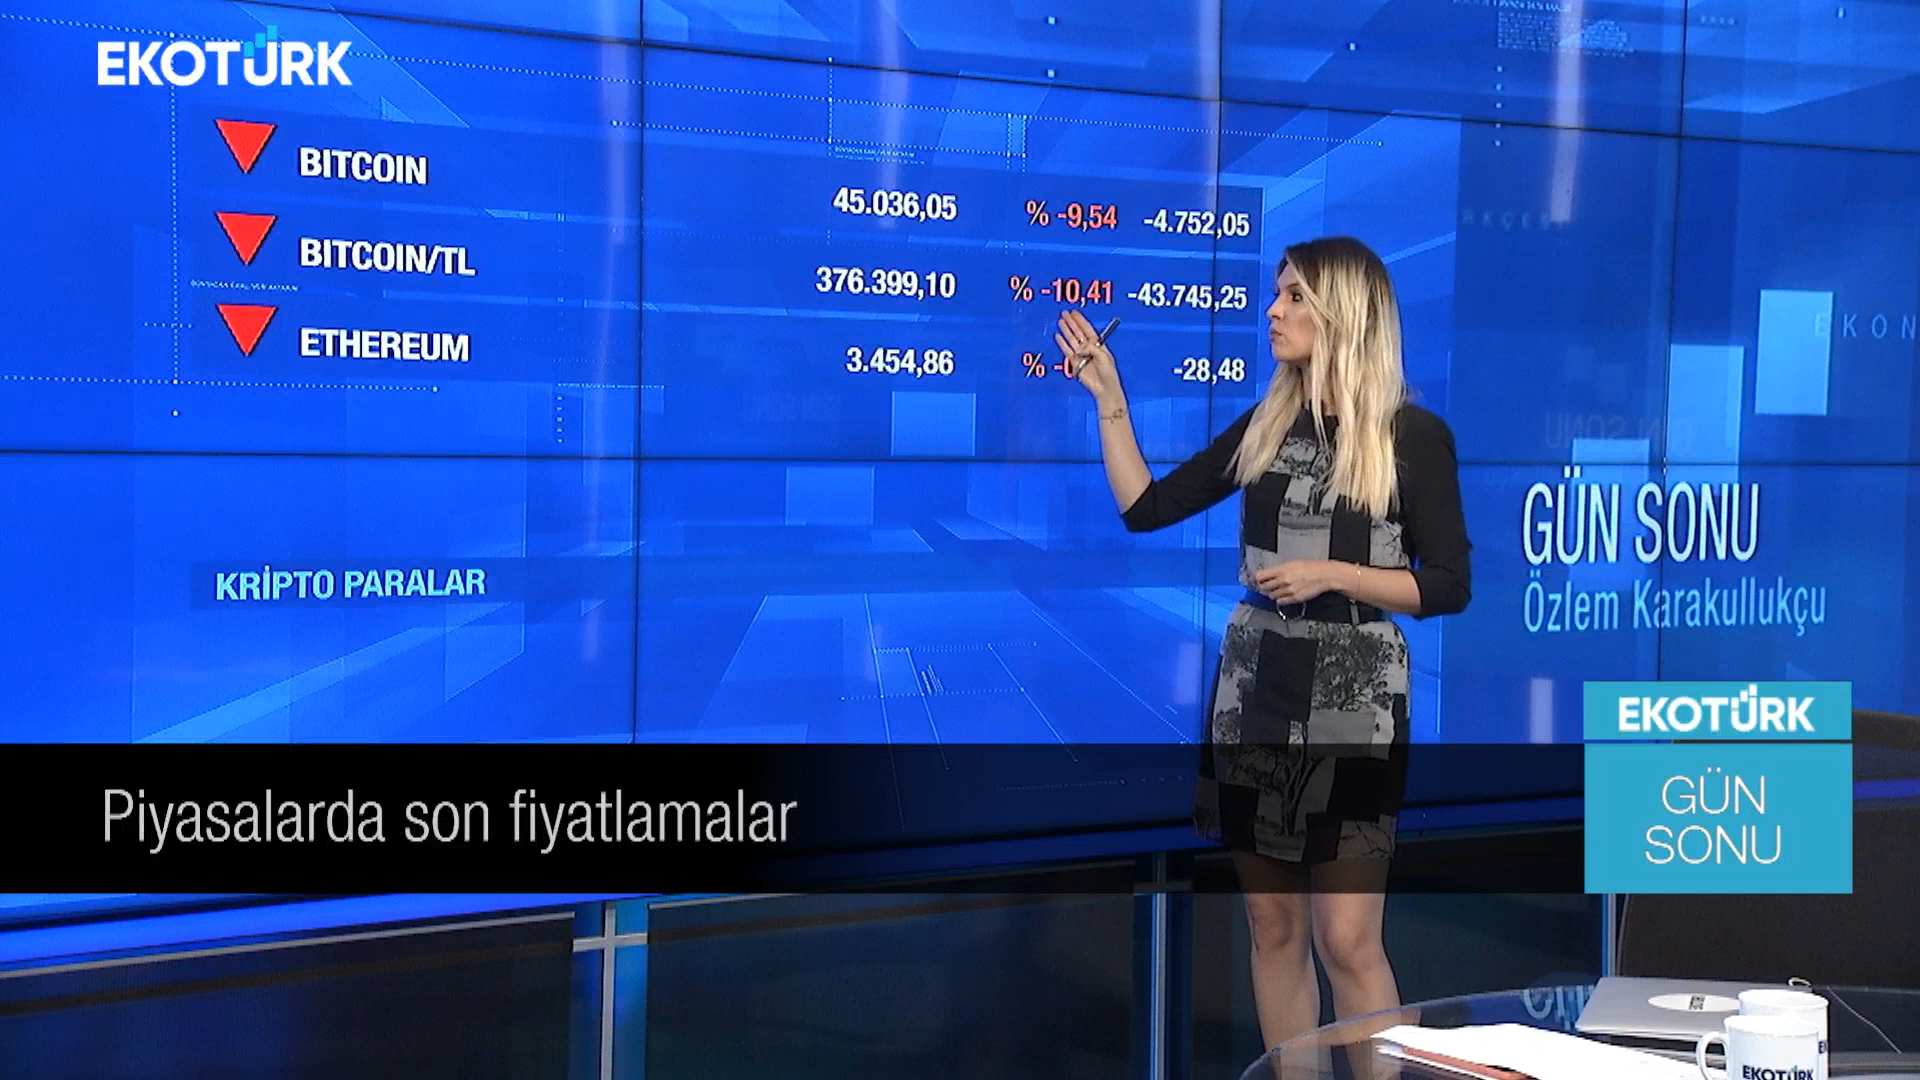 EKOTÜRK
BITCOIN 45.036,05 % -9,54 -4.752,05
BITCOIN/TL 376.399,10 % -10,41 -43.745,25
ETHEREUM 3.454,86 % -28,48
KRİPTO PARALAR
EKON
GÜN SONU
Özlem Karakullukçu
EKOTÜRK
GÜN
SONU
Piyasalarda son fiyatlamalar
EKOTÜRK